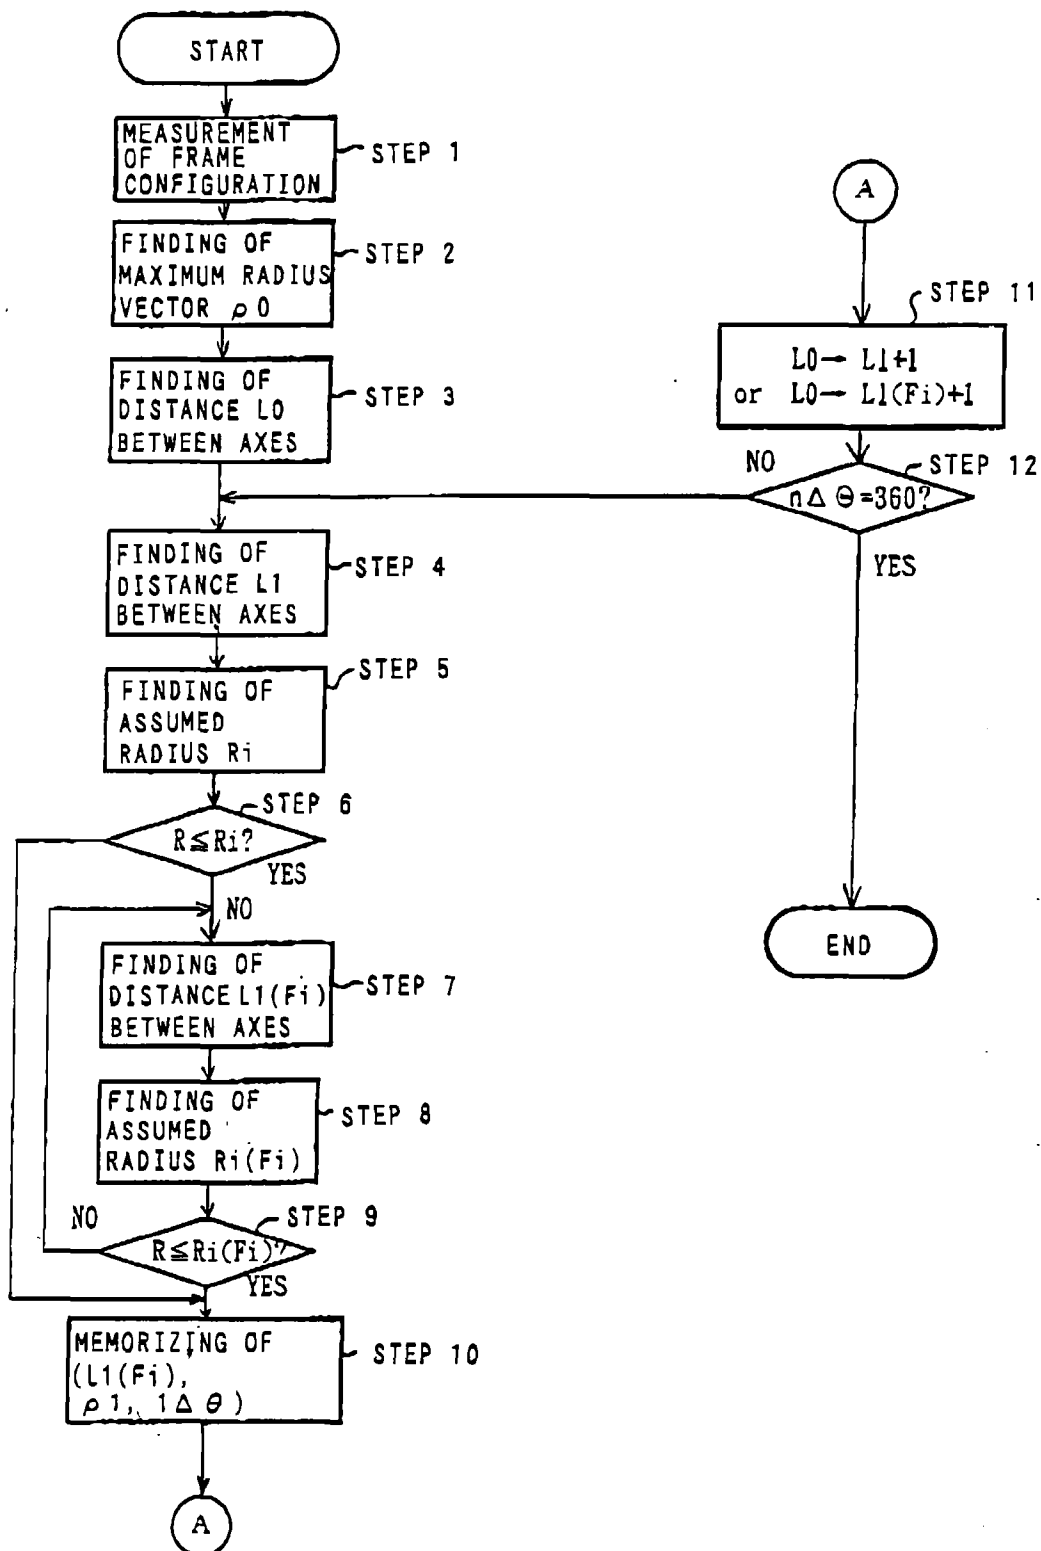 START
MEASUREMENT
OF FRAME
CONFIGURATION
STEP 1
FINDING OF
MAXIMUM RADIUS
VECTOR ρ0
STEP 2
FINDING OF
DISTANCE L0
BETWEEN AXES
STEP 3
FINDING OF
DISTANCE L1
BETWEEN AXES
STEP 4
FINDING OF
ASSUMED
RADIUS Ri
STEP 5
STEP 6
R≦Ri?
YES
NO
FINDING OF
DISTANCE L1(Fi)
BETWEEN AXES
STEP 7
FINDING OF
ASSUMED
RADIUS Ri(Fi)
STEP 8
NO
STEP 9
R≦Ri(Fi)?
YES
MEMORIZING OF
(L1(Fi),
ρ1, 1Δθ)
STEP 10
A
A
STEP 11
L0→ L1+1
or L0→ L1(Fi)+1
NO
STEP 12
nΔΘ=360?
YES
END